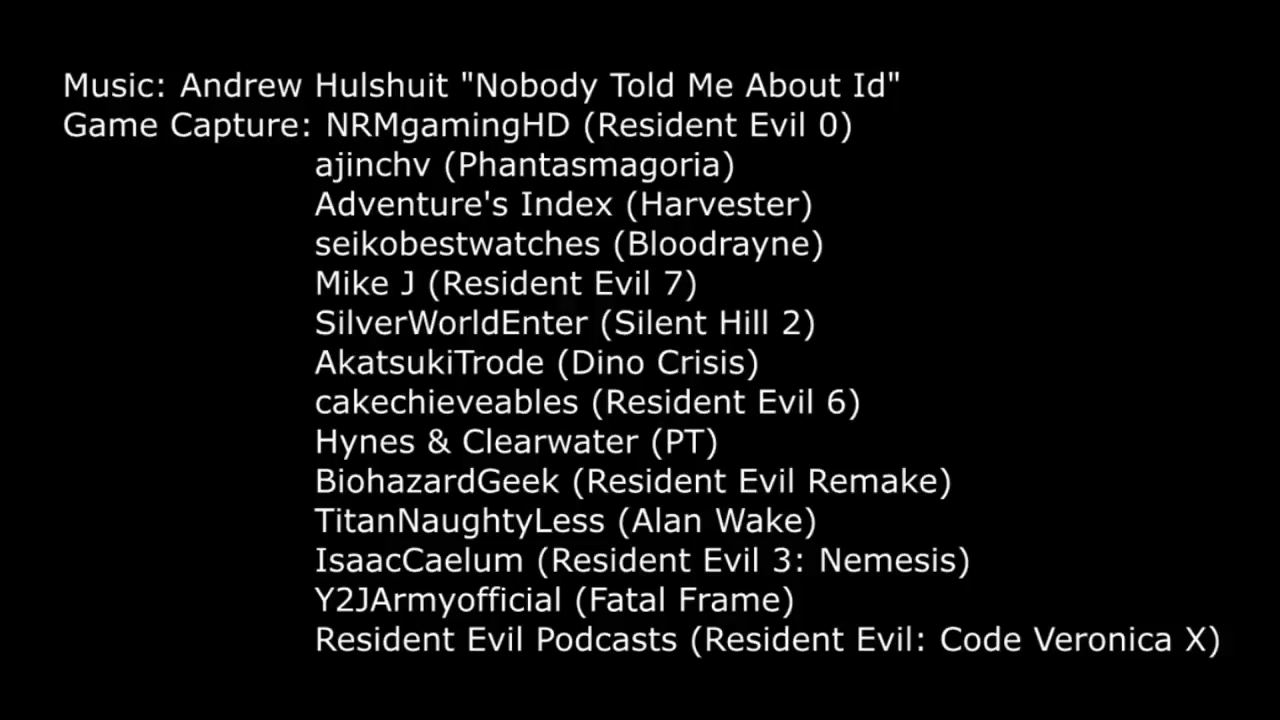 Music: Andrew Hulshuit "Nobody Told Me About Id"
Game Capture: NRMgamingHD (Resident Evil 0)
ajinchv (Phantasmagoria)
Adventure's Index (Harvester)
seikobestwatches (Bloodrayne)
Mike J (Resident Evil 7)
SilverWorldEnter (Silent Hill 2)
AkatsukiTrode (Dino Crisis)
cakechieveables (Resident Evil 6)
Hynes & Clearwater (PT)
BiohazardGeek (Resident Evil Remake)
TitanNaughtyLess (Alan Wake)
IsaacCaelum (Resident Evil 3: Nemesis)
Y2JArmyofficial (Fatal Frame)
Resident Evil Podcasts (Resident Evil: Code Veronica X)